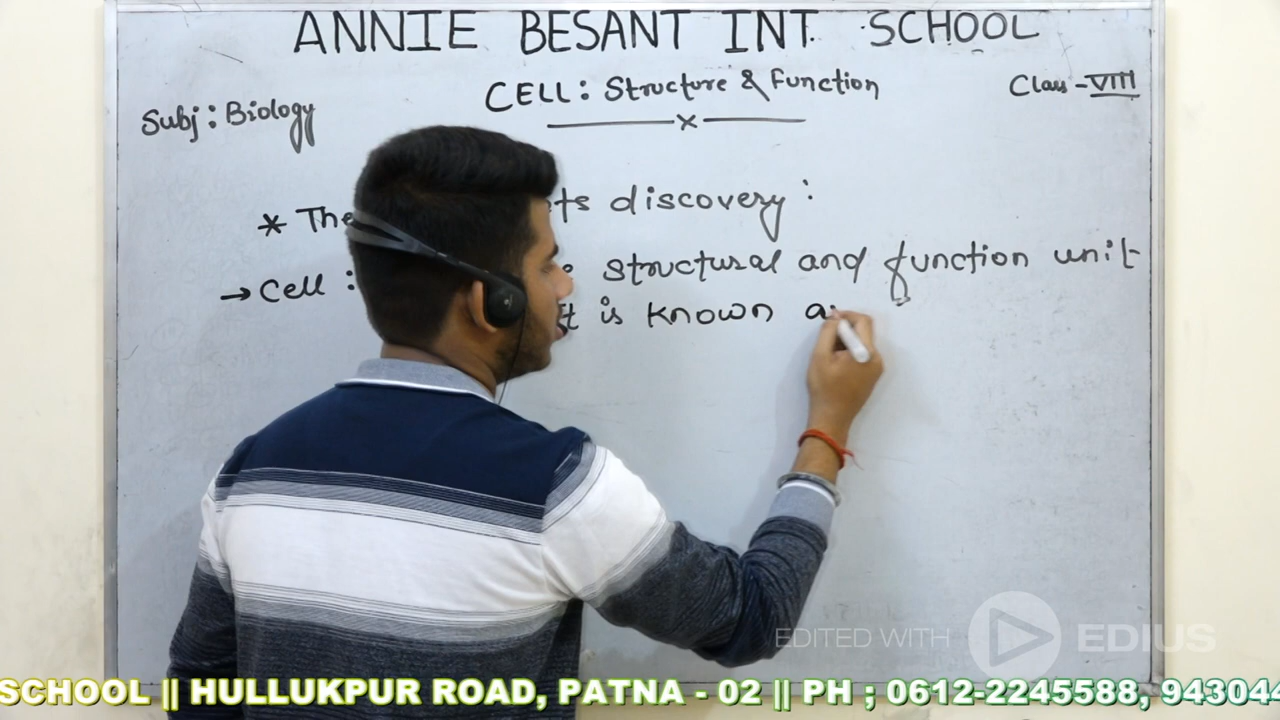 ANNIE BESANT INT. SCHOOL
CELL: Structure & Function
Class - VIII
Subj: Biology
* The ts discovery:
→ Cell: structural and function unit
It is known a
EDITED WITH EDIUS
SCHOOL || HULLUKPUR ROAD, PATNA - 02 || PH ; 0612-2245588, 943044